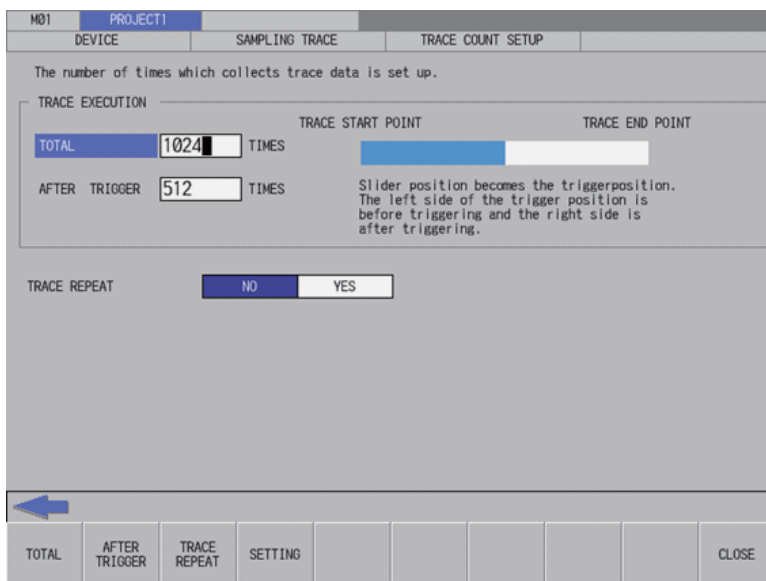 MØ1 PROJECT1
DEVICE SAMPLING TRACE TRACE COUNT SETUP
The number of times which collects trace data is set up.
TRACE EXECUTION
TRACE START POINT TRACE END POINT
TOTAL 1024 TIMES
AFTER TRIGGER 512 TIMES
Slider position becomes the triggerposition.
The left side of the trigger position is
before triggering and the right side is
after triggering.
TRACE REPEAT NO YES
TOTAL AFTER TRIGGER TRACE REPEAT SETTING CLOSE